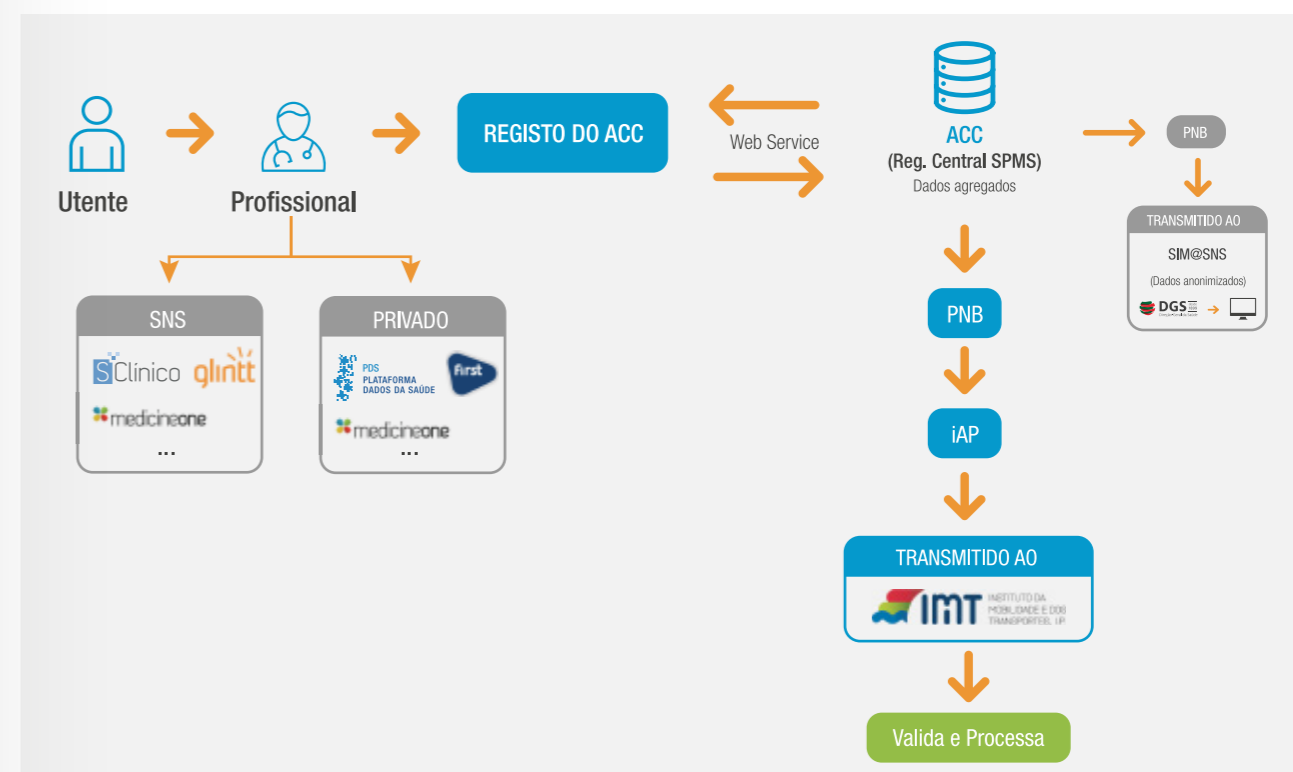 Utente
Profissional
REGISTO DO ACC
Web Service
ACC
(Reg. Central SPMS)
Dados agregados
PNB
TRANSMITIDO AO
SIM@SNS
(Dados anonimizados)
DGS
SNS
SClínico glintt
medicineone
...
PRIVADO
PDS
PLATAFORMA
DADOS DA SAÚDE
first
medicineone
...
PNB
iAP
TRANSMITIDO AO
IMT
INSTITUTO DA
MOBILIDADE E DOS
TRANSPORTES, I.P.
Valida e Processa